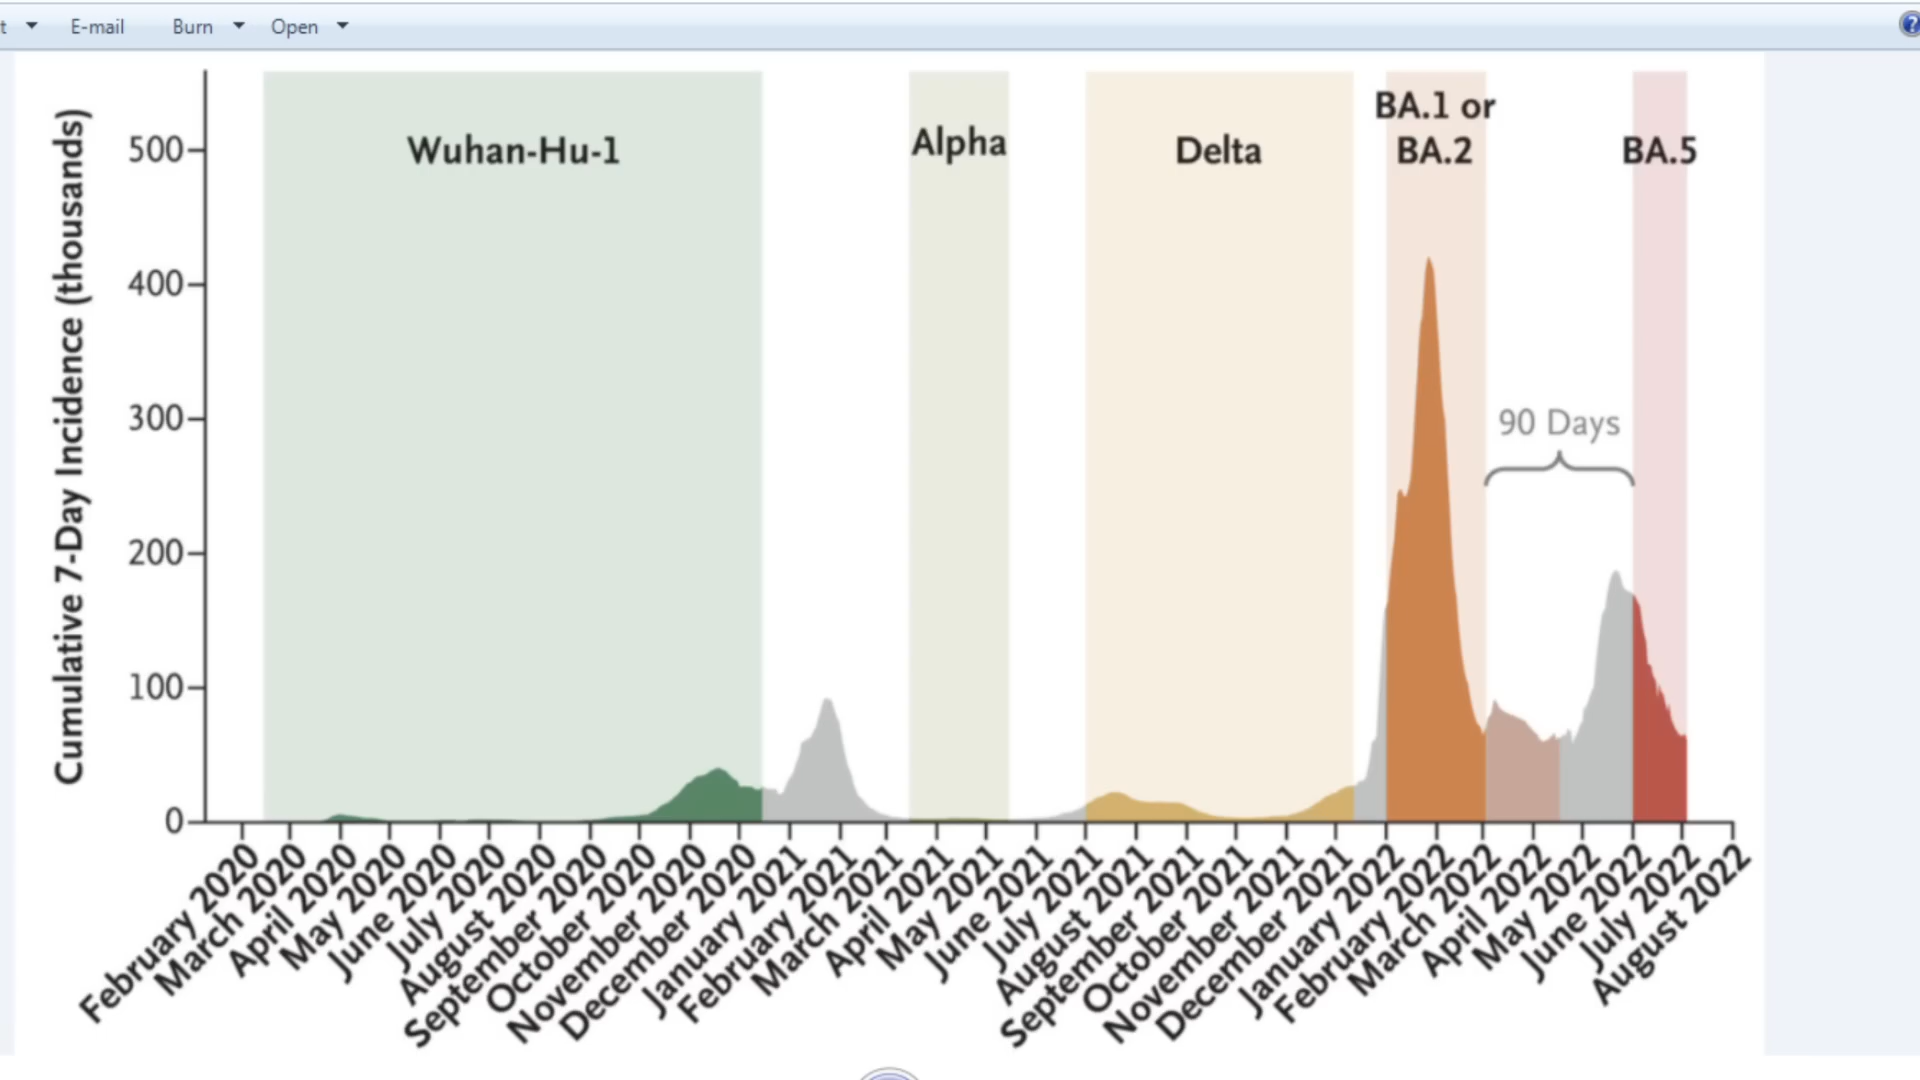 t
E-mail
Burn
Open
?
Cumulative 7-Day Incidence (thousands)
500
400
300
200
100
0
Wuhan-Hu-1
Alpha
Delta
BA.1 or
BA.2
BA.5
90 Days
February 2020
March 2020
April 2020
May 2020
June 2020
July 2020
August 2020
September 2020
October 2020
November 2020
December 2020
January 2021
February 2021
March 2021
April 2021
May 2021
June 2021
July 2021
August 2021
September 2021
October 2021
November 2021
December 2021
January 2022
February 2022
March 2022
April 2022
May 2022
June 2022
July 2022
August 2022